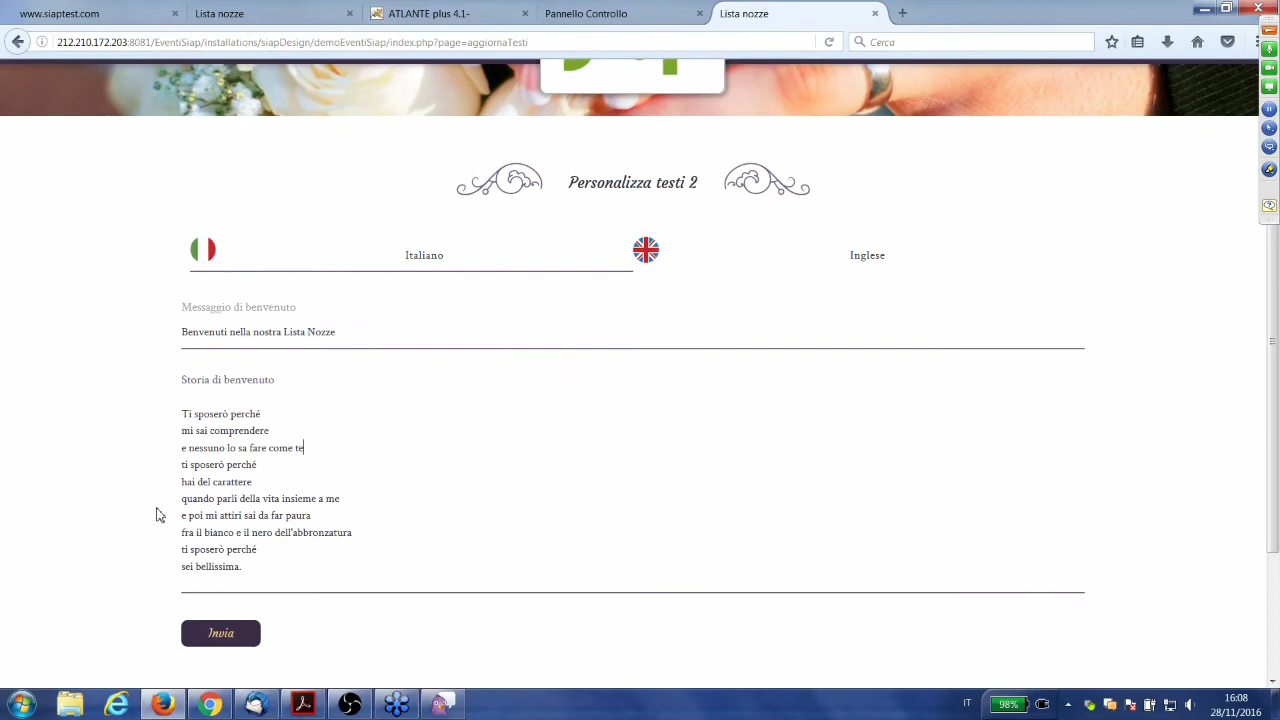 www.siaptest.com
Lista nozze
ATLANTE plus 4.1-
Pannello Controllo
Lista nozze
212.210.172.203:8081/EventiSiap/installations/siapDesign/demoEventiSiap/index.php?page=aggiornaTesti
Cerca
Personalizza testi 2
Italiano
Inglese
Messaggio di benvenuto
Benvenuti nella nostra Lista Nozze
Storia di benvenuto
Ti sposerò perché
mi sai comprendere
e nessuno lo sa fare come te
ti sposerò perché
hai del carattere
quando parli della vita insieme a me
e poi mi attiri sai da far paura
fra il bianco e il nero dell'abbronzatura
ti sposerò perché
sei bellissima.
Invia
IT
98%
16:08
28/11/2016